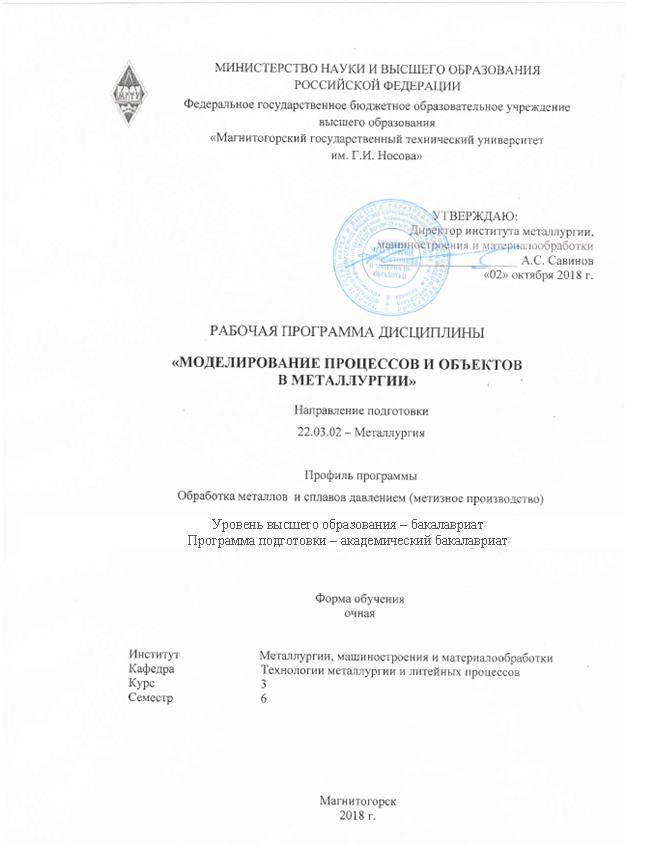 МИНИСТЕРСТВО НАУКИ И ВЫСШЕГО ОБРАЗОВАНИЯ
РОССИЙСКОЙ ФЕДЕРАЦИИ
Федеральное государственное бюджетное образовательное учреждение
высшего образования
«Магнитогорский государственный технический университет
им. Г.И. Носова»
УТВЕРЖДАЮ:
Директор института металлургии,
машиностроения и материалообработки
А.С. Савинов
«02» октября 2018 г.
РАБОЧАЯ ПРОГРАММА ДИСЦИПЛИНЫ
«МОДЕЛИРОВАНИЕ ПРОЦЕССОВ И ОБЪЕКТОВ
В МЕТАЛЛУРГИИ»
Направление подготовки
22.03.02 – Металлургия
Профиль программы
Обработка металлов и сплавов давлением (метизное производство)
Уровень высшего образования – бакалавриат
Программа подготовки – академический бакалавриат
Форма обучения
очная
Институт Металлургии, машиностроения и материалообработки
Кафедра Технологии металлургии и литейных процессов
Курс 3
Семестр 6
Магнитогорск
2018 г.